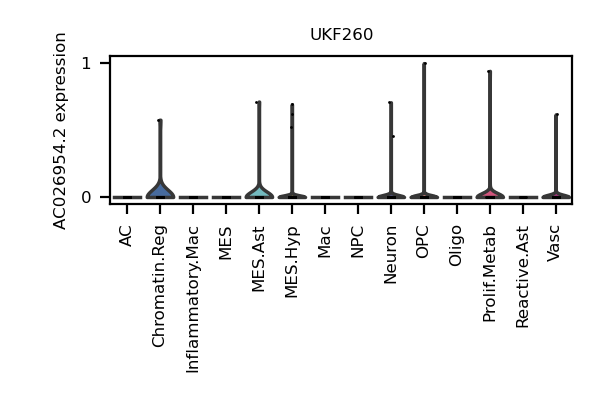 UKF260
AC026954.2 expression
1
0
AC
Chromatin.Reg
Inflammatory.Mac
MES
MES.Ast
MES.Hyp
Mac
NPC
Neuron
OPC
Oligo
Prolif.Metab
Reactive.Ast
Vasc